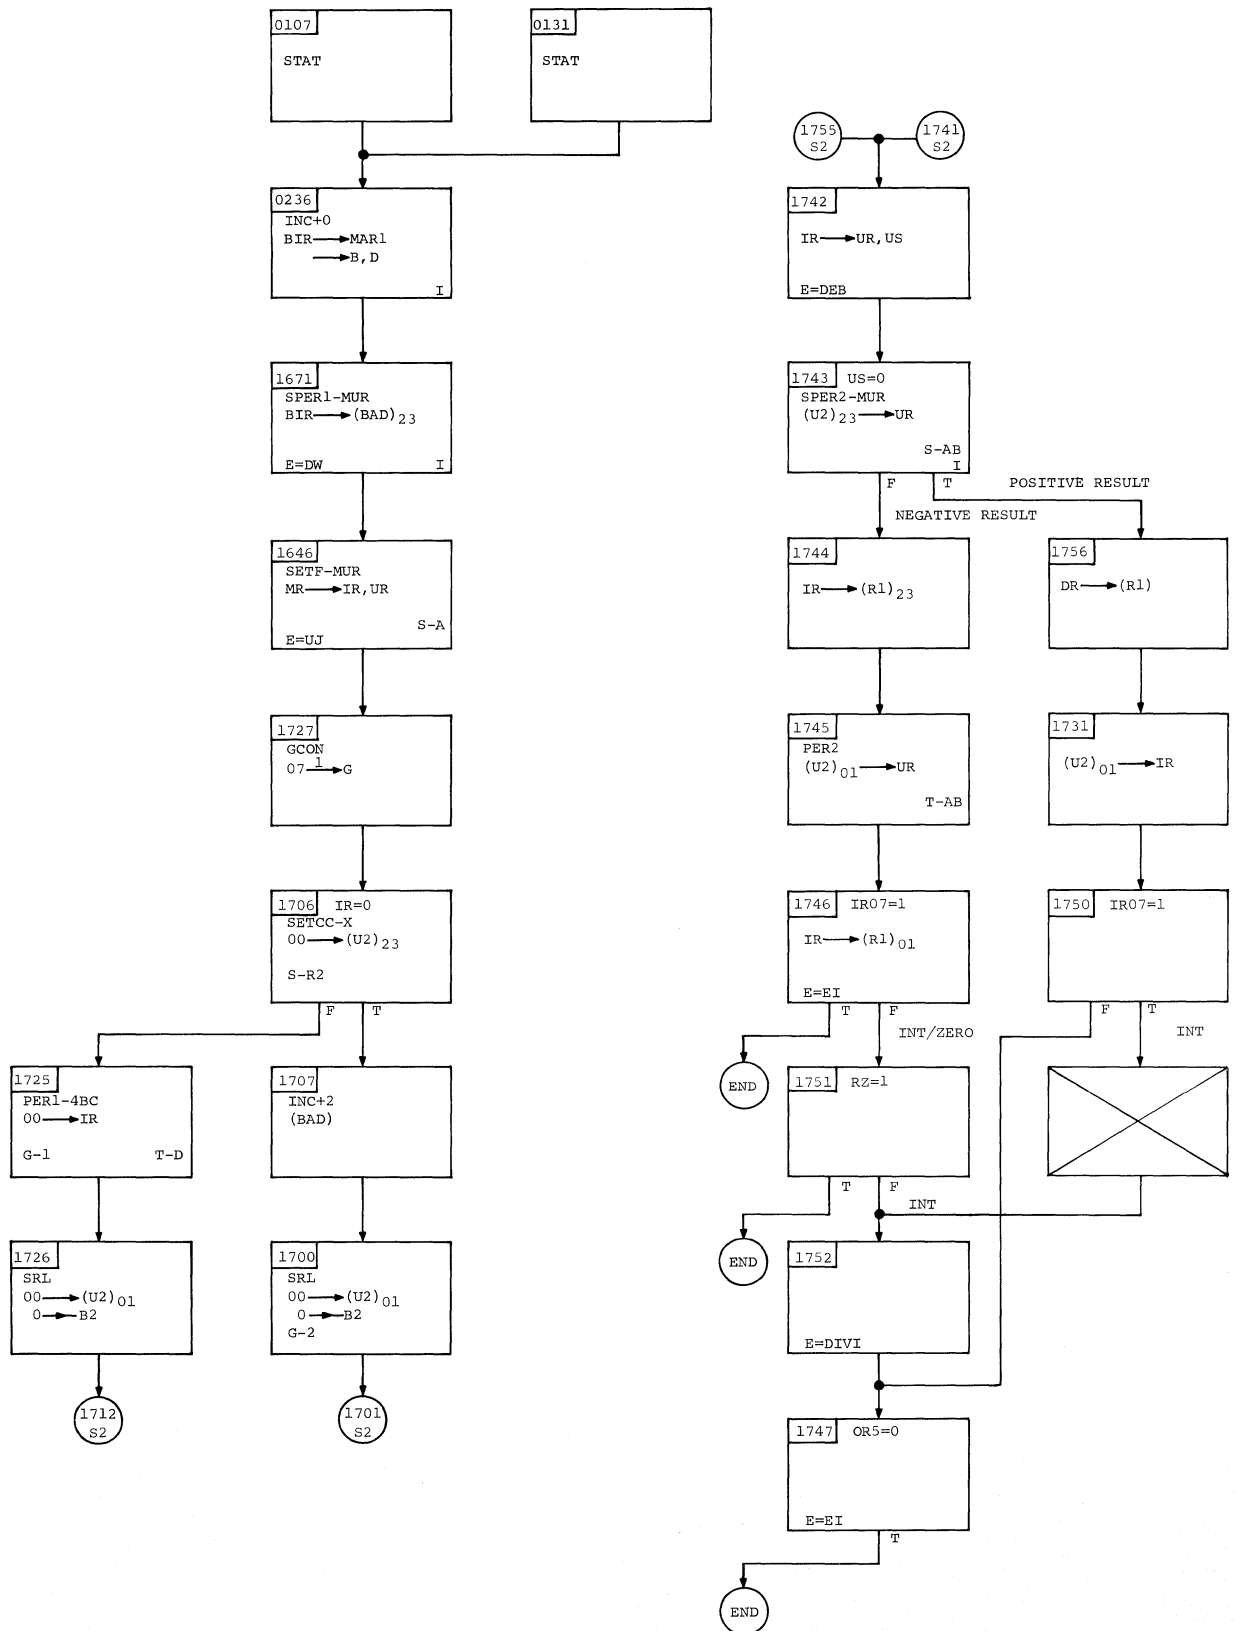 0107
STAT
0131
STAT
0236
INC+0
BIR→MAR1
→B,D
I
1671
SPER1-MUR
BIR→(BAD)23
E=DW I
1646
SETF-MUR
MR→IR,UR
S-A
E=UJ
1727
GCON
1
07→G
1706 IR=0
SETCC-X
00→(U2)23
S-R2
F T
1725
PER1-4BC
00→IR
G-1 T-D
1707
INC+2
(BAD)
1726
SRL
00→(U2)01
0→B2
1700
SRL
00→(U2)01
0→B2
G-2
1712
S2
1701
S2
1755
S2
1741
S2
1742
IR→UR,US
E=DEB
1743 US=0
SPER2-MUR
(U2)23→UR
S-AB
I
F T POSITIVE RESULT
NEGATIVE RESULT
1744
IR→(R1)23
1756
DR→(R1)
1745
PER2
(U2)01→UR
T-AB
1731
(U2)01→IR
1746 IR07=1
IR→(R1)01
E=EI
T F
INT/ZERO
1750 IR07=1
F T
INT
END
1751 RZ=1
T F
INT
END
1752
E=DIVI
1747 OR5=0
E=EI
T
END